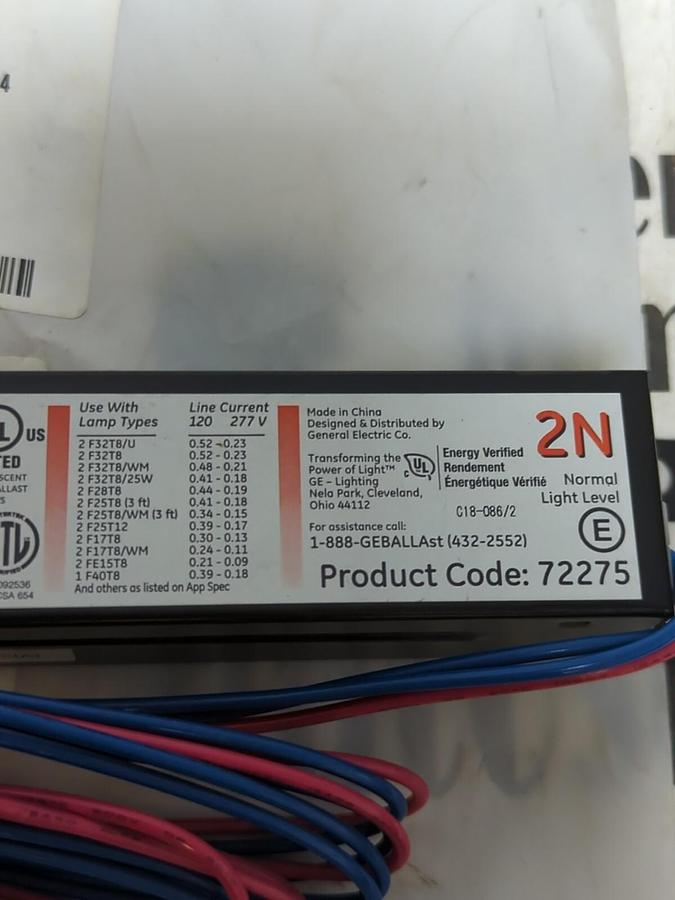 4
UL US
Use With Line Current
Lamp Types 120 277 V
2 F32T8/U 0.52 - 0.23
2 F32T8 0.52 - 0.23
2 F32T8/WM 0.48 - 0.21
2 F32T8/25W 0.41 - 0.18
2 F28T8 0.44 - 0.19
2 F25T8 (3 ft) 0.41 - 0.18
2 F25T8/WM (3 ft) 0.34 - 0.15
2 F25T12 0.39 - 0.17
2 F17T8 0.30 - 0.13
2 F17T8/WM 0.24 - 0.11
2 FE15T8 0.21 - 0.09
1 F40T8 0.39 - 0.18
And others as listed on App Spec
092536
CSA 654
Made in China
Designed & Distributed by
General Electric Co.
Transforming the
Power of Light™
GE – Lighting
Nela Park, Cleveland,
Ohio 44112
c UL
Energy Verified
Rendement
Énergétique Vérifié
C18-086/2
For assistance call:
1-888-GEBALLAst (432-2552)
2N
Normal
Light Level
E
Product Code: 72275